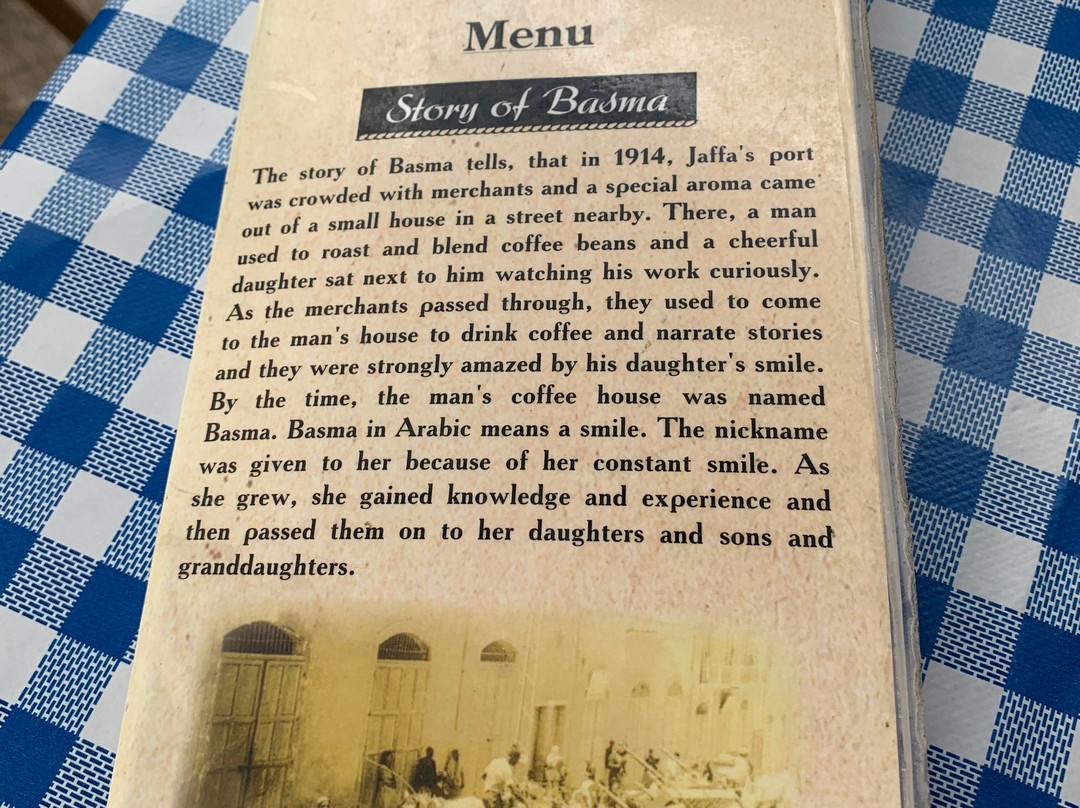 Menu
Story of Basma
The story of Basma tells, that in 1914, Jaffa's port
was crowded with merchants and a special aroma came
out of a small house in a street nearby. There, a man
used to roast and blend coffee beans and a cheerful
daughter sat next to him watching his work curiously.
As the merchants passed through, they used to come
to the man's house to drink coffee and narrate stories
and they were strongly amazed by his daughter's smile.
By the time, the man's coffee house was named
Basma. Basma in Arabic means a smile. The nickname
was given to her because of her constant smile. As
she grew, she gained knowledge and experience and
then passed them on to her daughters and sons and
granddaughters.